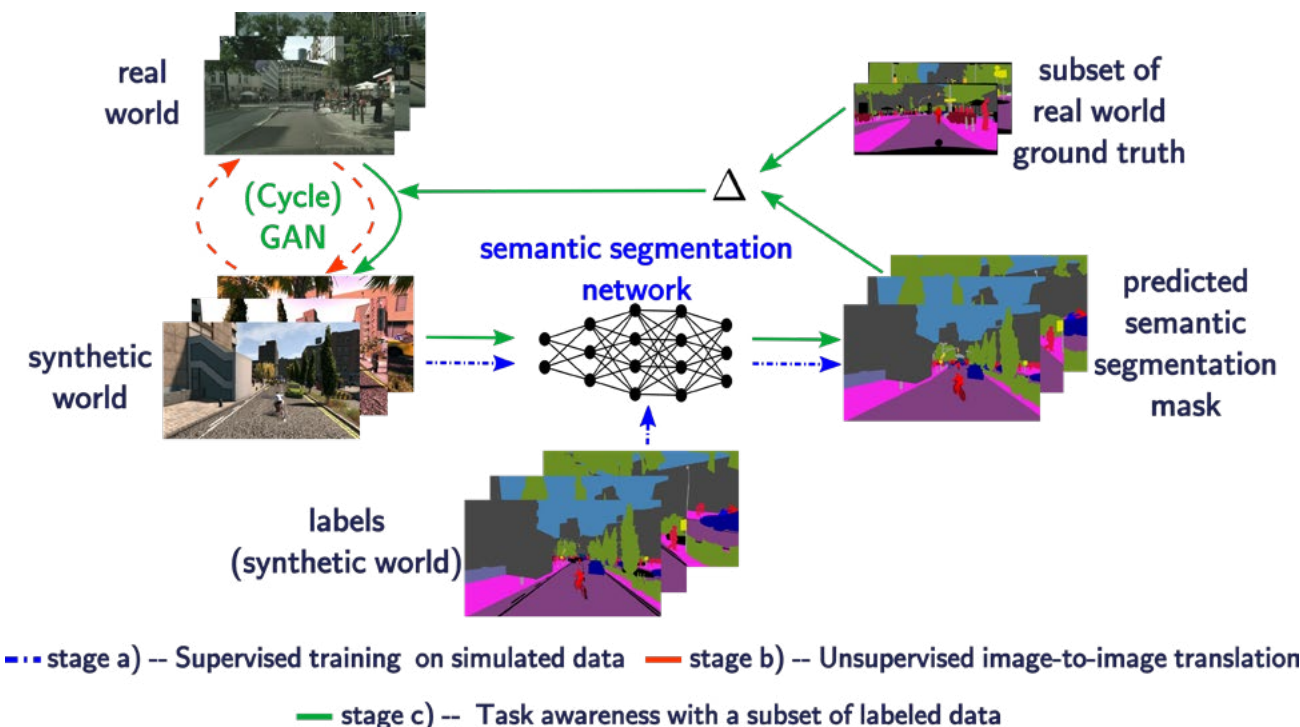 real
world
subset of
real world
ground truth
(Cycle)
GAN
Δ
semantic segmentation
network
synthetic
world
predicted
semantic
segmentation
mask
labels
(synthetic world)
stage a) -- Supervised training on simulated data
stage b) -- Unsupervised image-to-image translation
stage c) -- Task awareness with a subset of labeled data